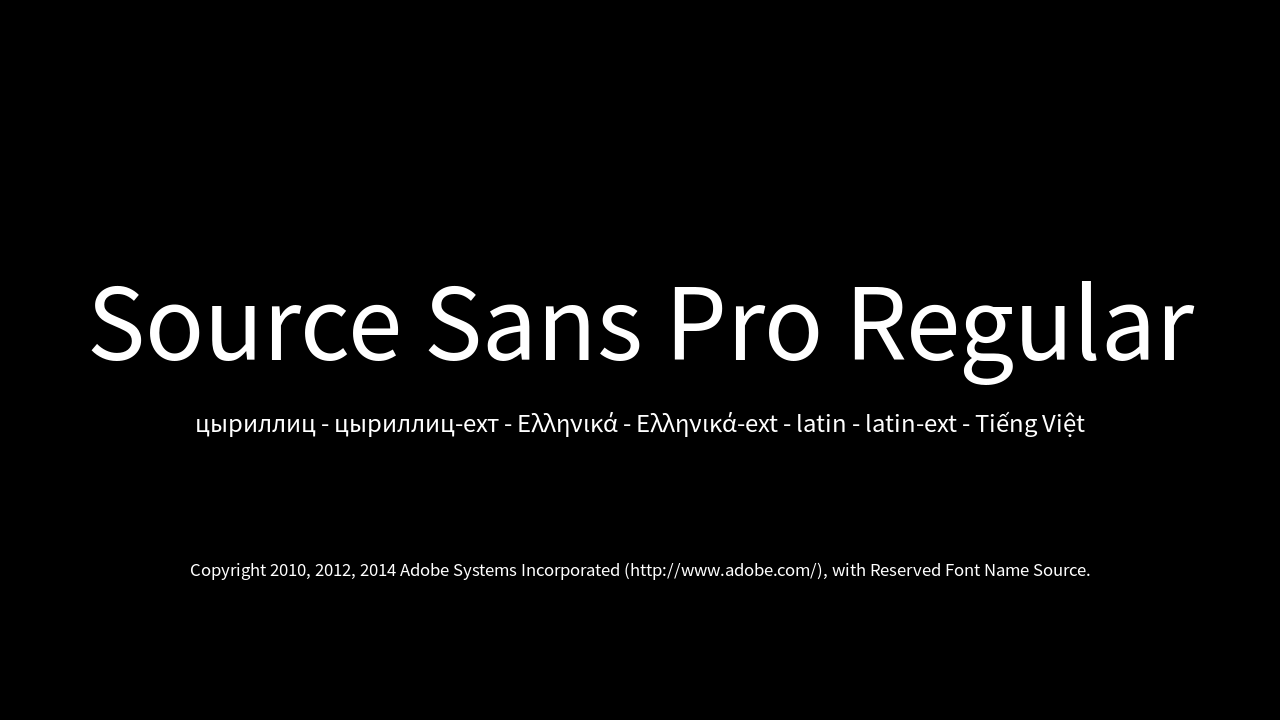 Source Sans Pro Regular
цыриллиц - цыриллиц-ехт - Ελληνικά - Ελληνικά-ext - latin - latin-ext - Tiếng Việt
Copyright 2010, 2012, 2014 Adobe Systems Incorporated (http://www.adobe.com/), with Reserved Font Name Source.